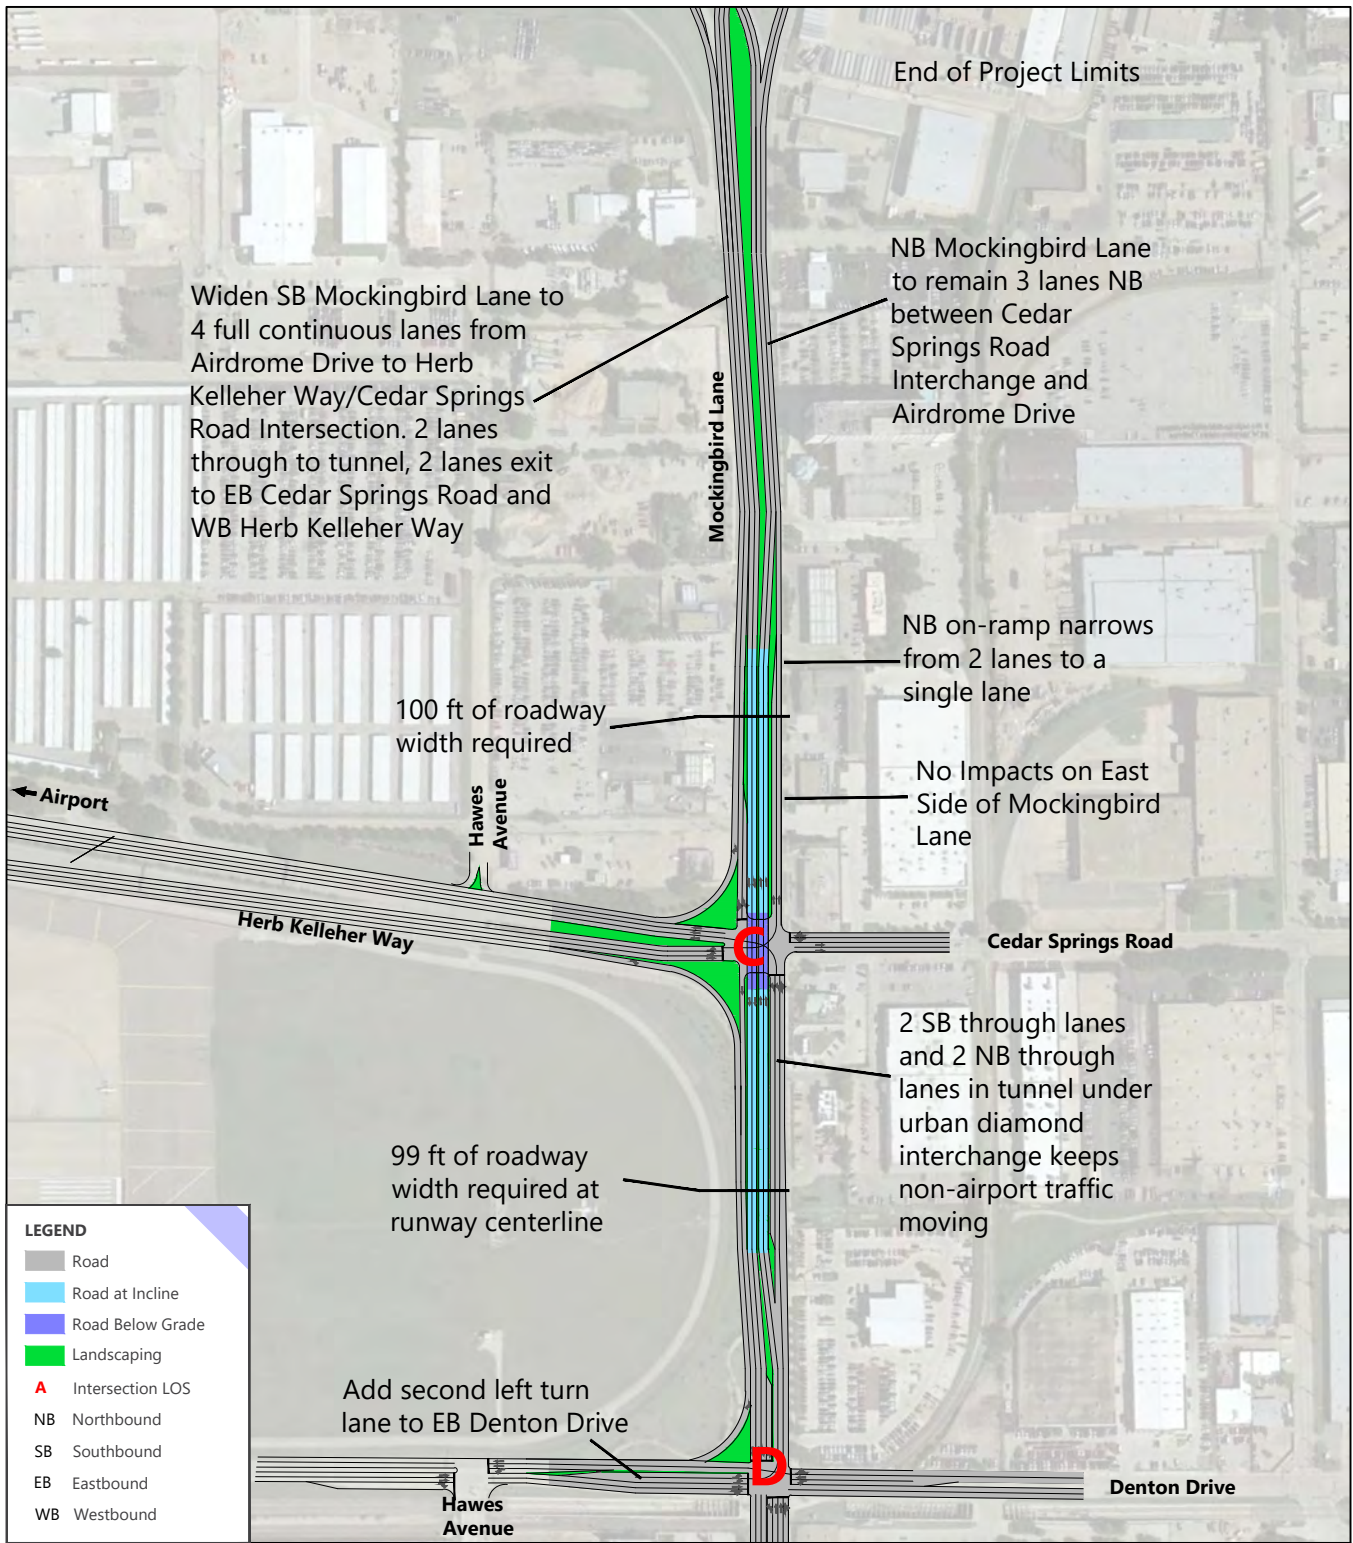 End of Project Limits
NB Mockingbird Lane
to remain 3 lanes NB
between Cedar
Springs Road
Interchange and
Airdrome Drive
Widen SB Mockingbird Lane to
4 full continuous lanes from
Airdrome Drive to Herb
Kelleher Way/Cedar Springs
Road Intersection. 2 lanes
through to tunnel, 2 lanes exit
to EB Cedar Springs Road and
WB Herb Kelleher Way
Mockingbird Lane
NB on-ramp narrows
from 2 lanes to a
single lane
100 ft of roadway
width required
No Impacts on East
Side of Mockingbird
Lane
Airport
Hawes
Avenue
Herb Kelleher Way
C
Cedar Springs Road
2 SB through lanes
and 2 NB through
lanes in tunnel under
urban diamond
interchange keeps
non-airport traffic
moving
99 ft of roadway
width required at
runway centerline
LEGEND
Road
Road at Incline
Road Below Grade
Landscaping
A Intersection LOS
NB Northbound
SB Southbound
EB Eastbound
WB Westbound
Add second left turn
lane to EB Denton Drive
D
Denton Drive
Hawes
Avenue